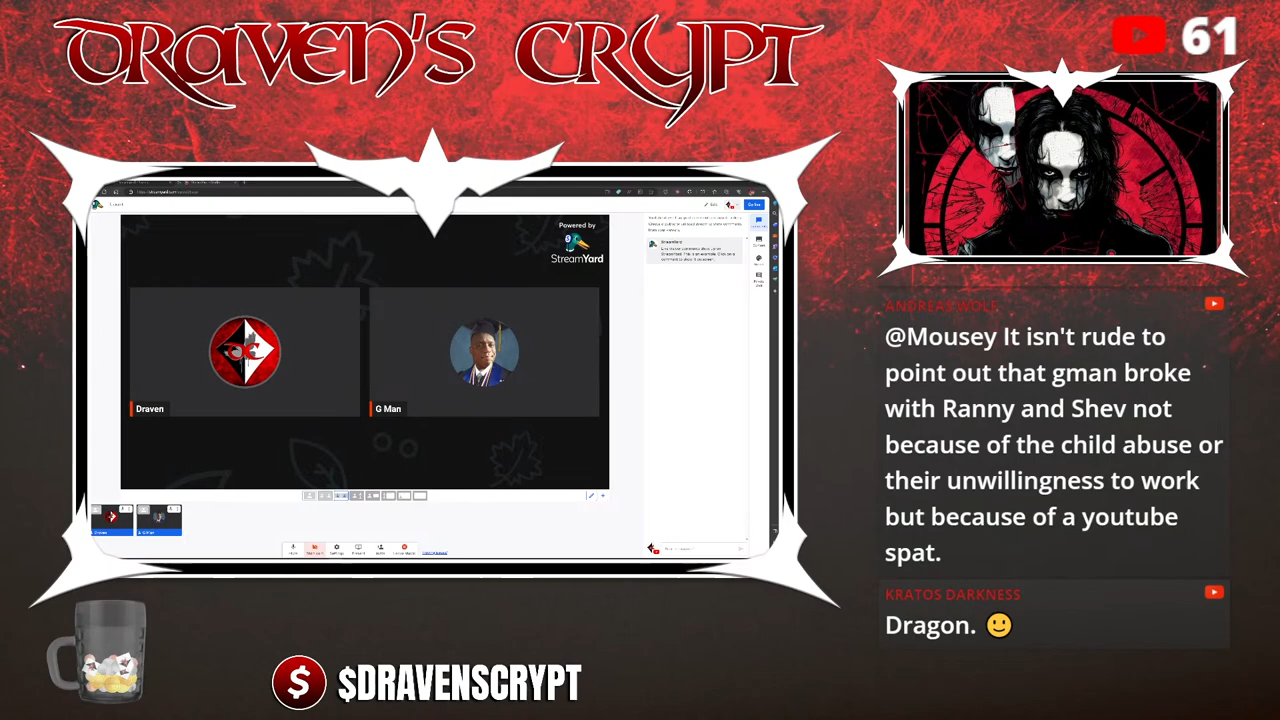 DRAVEN'S CRYPT
61
Powered by
StreamYard
Draven
G Man
ANDREAS WOLF
@Mousey It isn't rude to
point out that gman broke
with Ranny and Shev not
because of the child abuse or
their unwillingness to work
but because of a youtube
spat.
KRATOS DARKNESS
Dragon. 🙂
$
$DRAVENSCRYPT